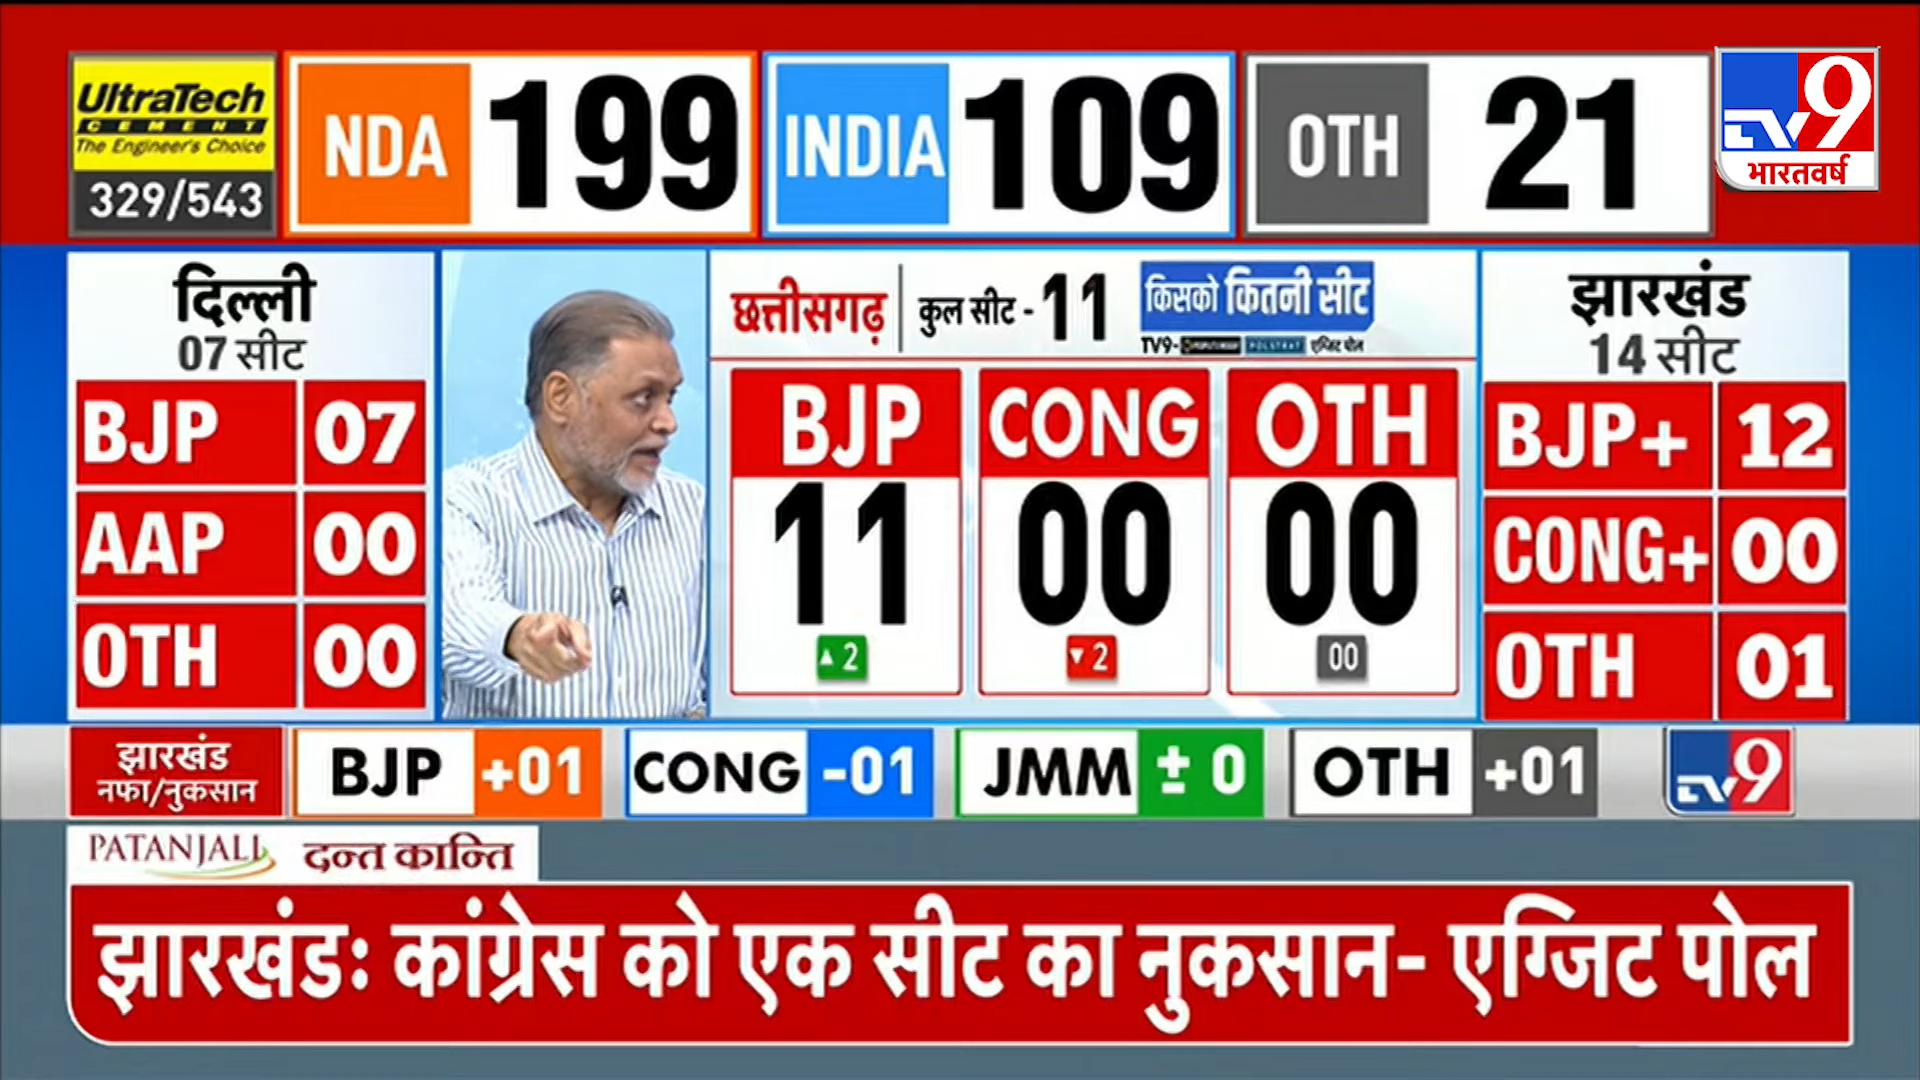 UltraTech
CEMENT
The Engineer's Choice
329/543
NDA 199
INDIA 109
OTH 21
TV9
भारतवर्ष
दिल्ली
07 सीट
BJP 07
AAP 00
OTH 00
छत्तीसगढ़ कुल सीट - 11 किसको कितनी सीट
TV9- POLSTRAT एग्जिट पोल
BJP CONG OTH
11 00 00
▲ 2 ▼ 2 00
झारखंड
14 सीट
BJP+ 12
CONG+ 00
OTH 01
झारखंड
नफा/नुकसान
BJP +01 CONG -01 JMM ± 0 OTH +01 TV9
PATANJALI दन्त कान्ति
झारखंड: कांग्रेस को एक सीट का नुकसान- एग्जिट पोल